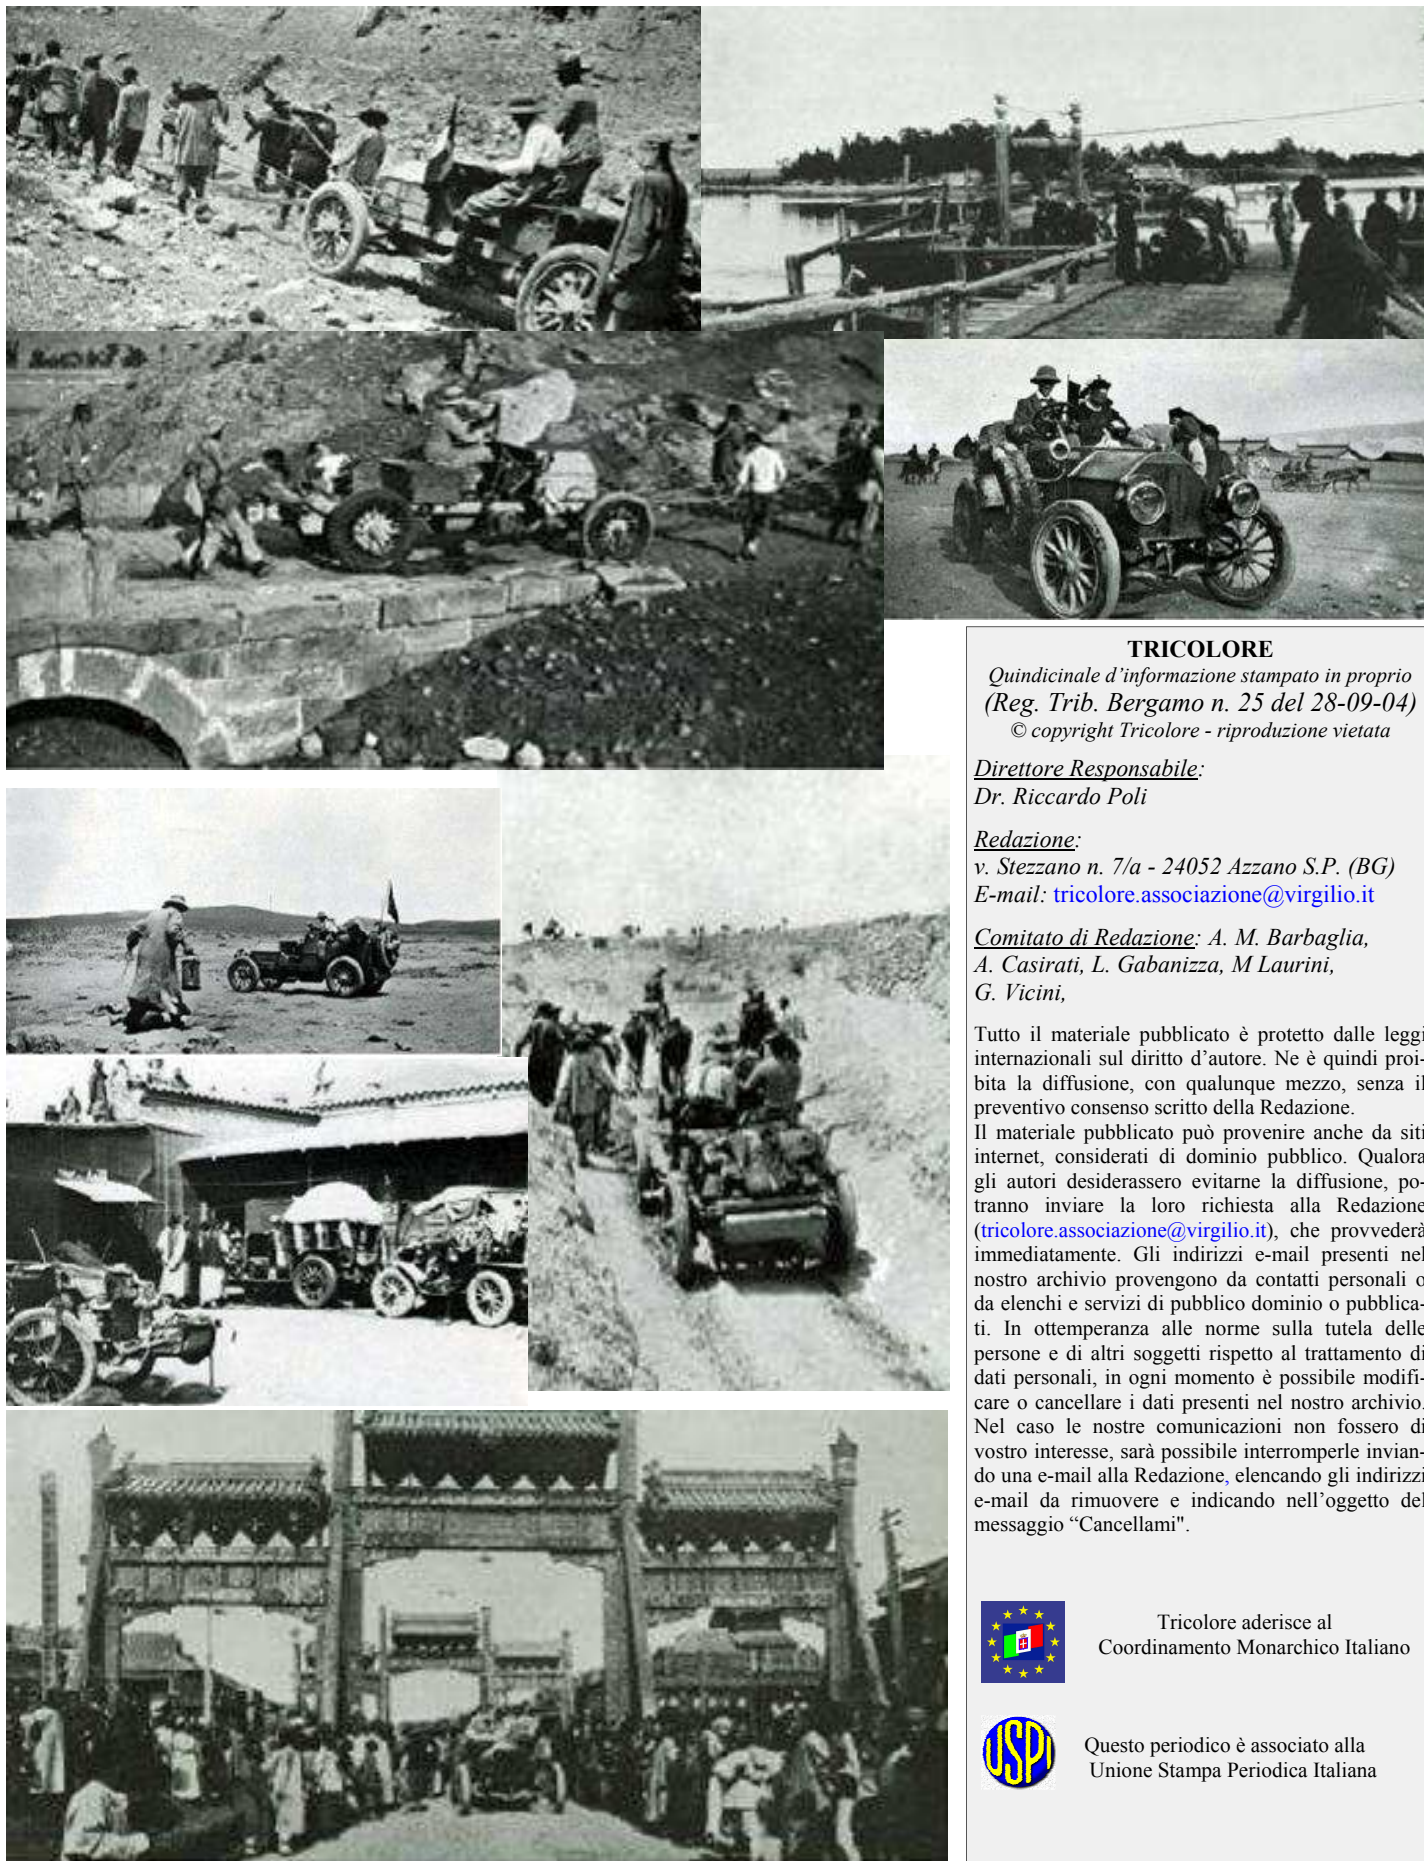 TRICOLORE
Quindicinale d’informazione stampato in proprio
(Reg. Trib. Bergamo n. 25 del 28-09-04)
© copyright Tricolore - riproduzione vietata
Direttore Responsabile:
Dr. Riccardo Poli
Redazione:
v. Stezzano n. 7/a - 24052 Azzano S.P. (BG)
E-mail: tricolore.associazione@virgilio.it
Comitato di Redazione: A. M. Barbaglia,
A. Casirati, L. Gabanizza, M Laurini,
G. Vicini,
Tutto il materiale pubblicato è protetto dalle leggi
internazionali sul diritto d’autore. Ne è quindi proi-
bita la diffusione, con qualunque mezzo, senza il
preventivo consenso scritto della Redazione.
Il materiale pubblicato può provenire anche da siti
internet, considerati di dominio pubblico. Qualora
gli autori desiderassero evitarne la diffusione, po-
tranno inviare la loro richiesta alla Redazione
(tricolore.associazione@virgilio.it), che provvederà
immediatamente. Gli indirizzi e-mail presenti nel
nostro archivio provengono da contatti personali o
da elenchi e servizi di pubblico dominio o pubblica-
ti. In ottemperanza alle norme sulla tutela delle
persone e di altri soggetti rispetto al trattamento di
dati personali, in ogni momento è possibile modifi-
care o cancellare i dati presenti nel nostro archivio.
Nel caso le nostre comunicazioni non fossero di
vostro interesse, sarà possibile interromperle invian-
do una e-mail alla Redazione, elencando gli indirizzi
e-mail da rimuovere e indicando nell’oggetto del
messaggio “Cancellami".
Tricolore aderisce al
Coordinamento Monarchico Italiano
USPI
Questo periodico è associato alla
Unione Stampa Periodica Italiana